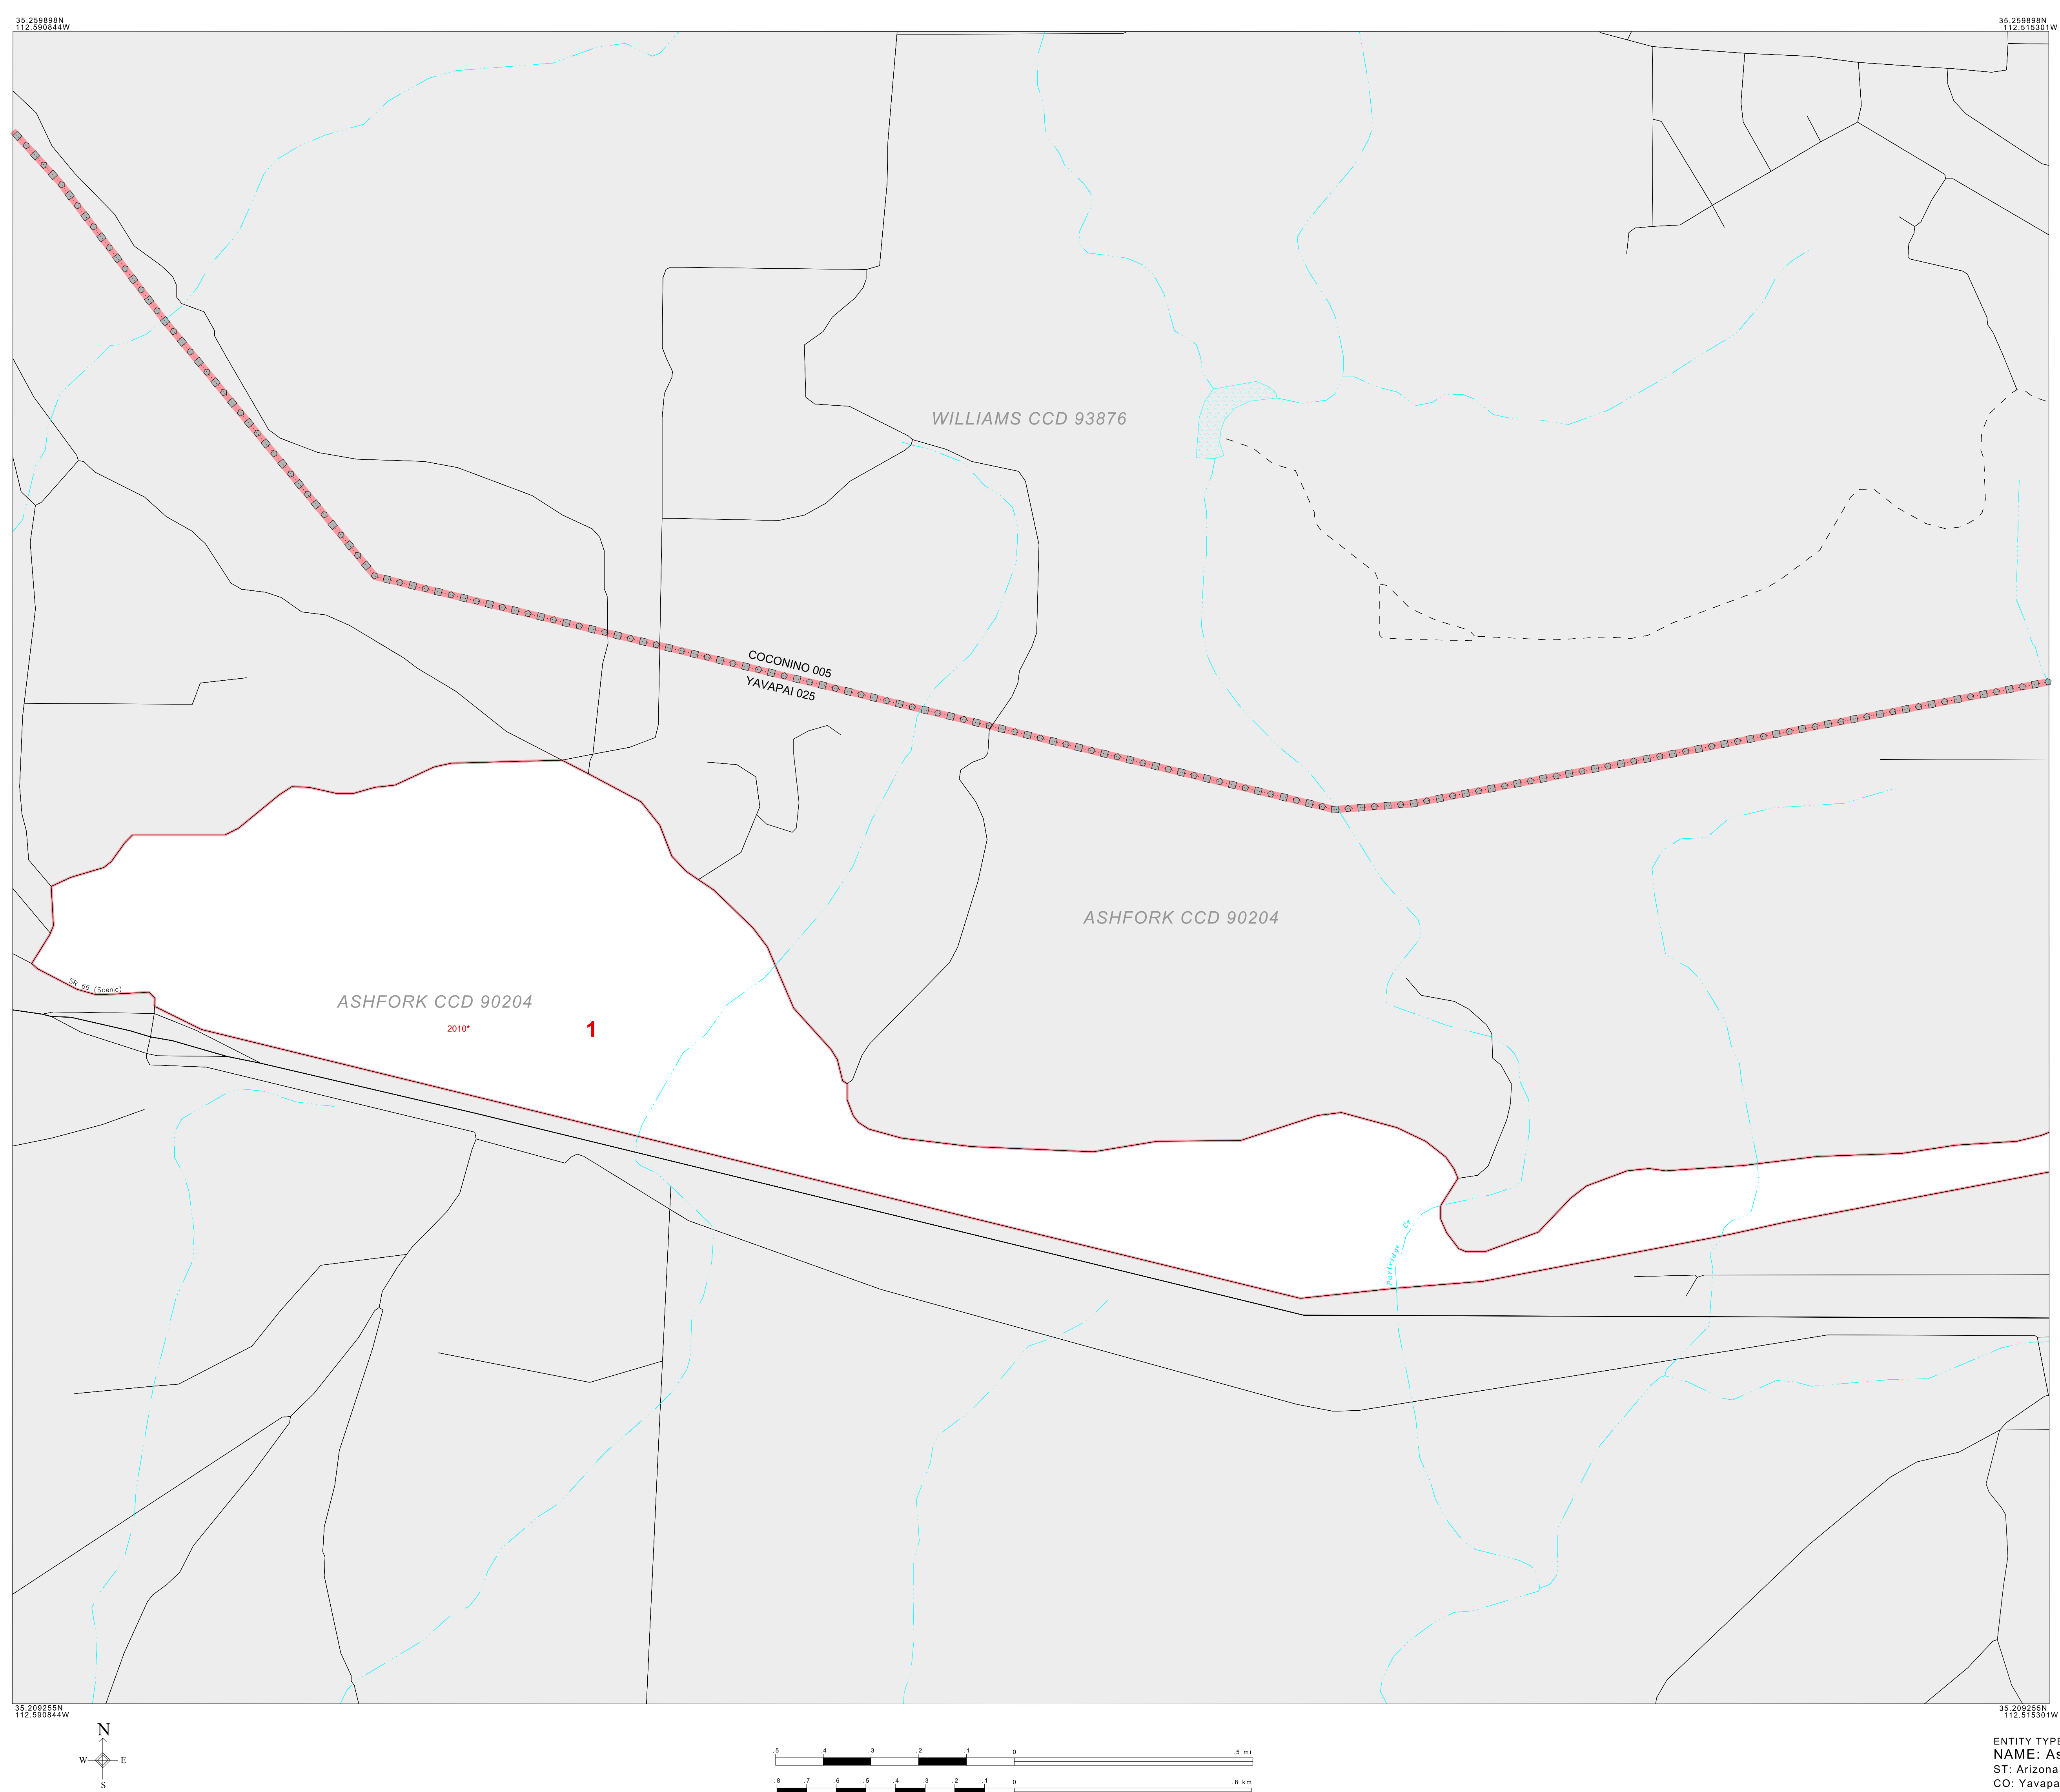 35.259898N
112.590844W
35.259898N
112.515301W
WILLIAMS CCD 93876
COCONINO 005
YAVAPAI 025
ASHFORK CCD 90204
SR 66 (Scenic)
ASHFORK CCD 90204
2010*
1
Partridge Cr
35.209255N
112.590844W
35.209255N
112.515301W
N
W E
S
.5 .4 .3 .2 .1 0 .5 mi
.8 .7 .6 .5 .4 .3 .2 .1 0 .8 km
ENTITY TYPE
NAME: As
ST: Arizona
CO: Yavapa